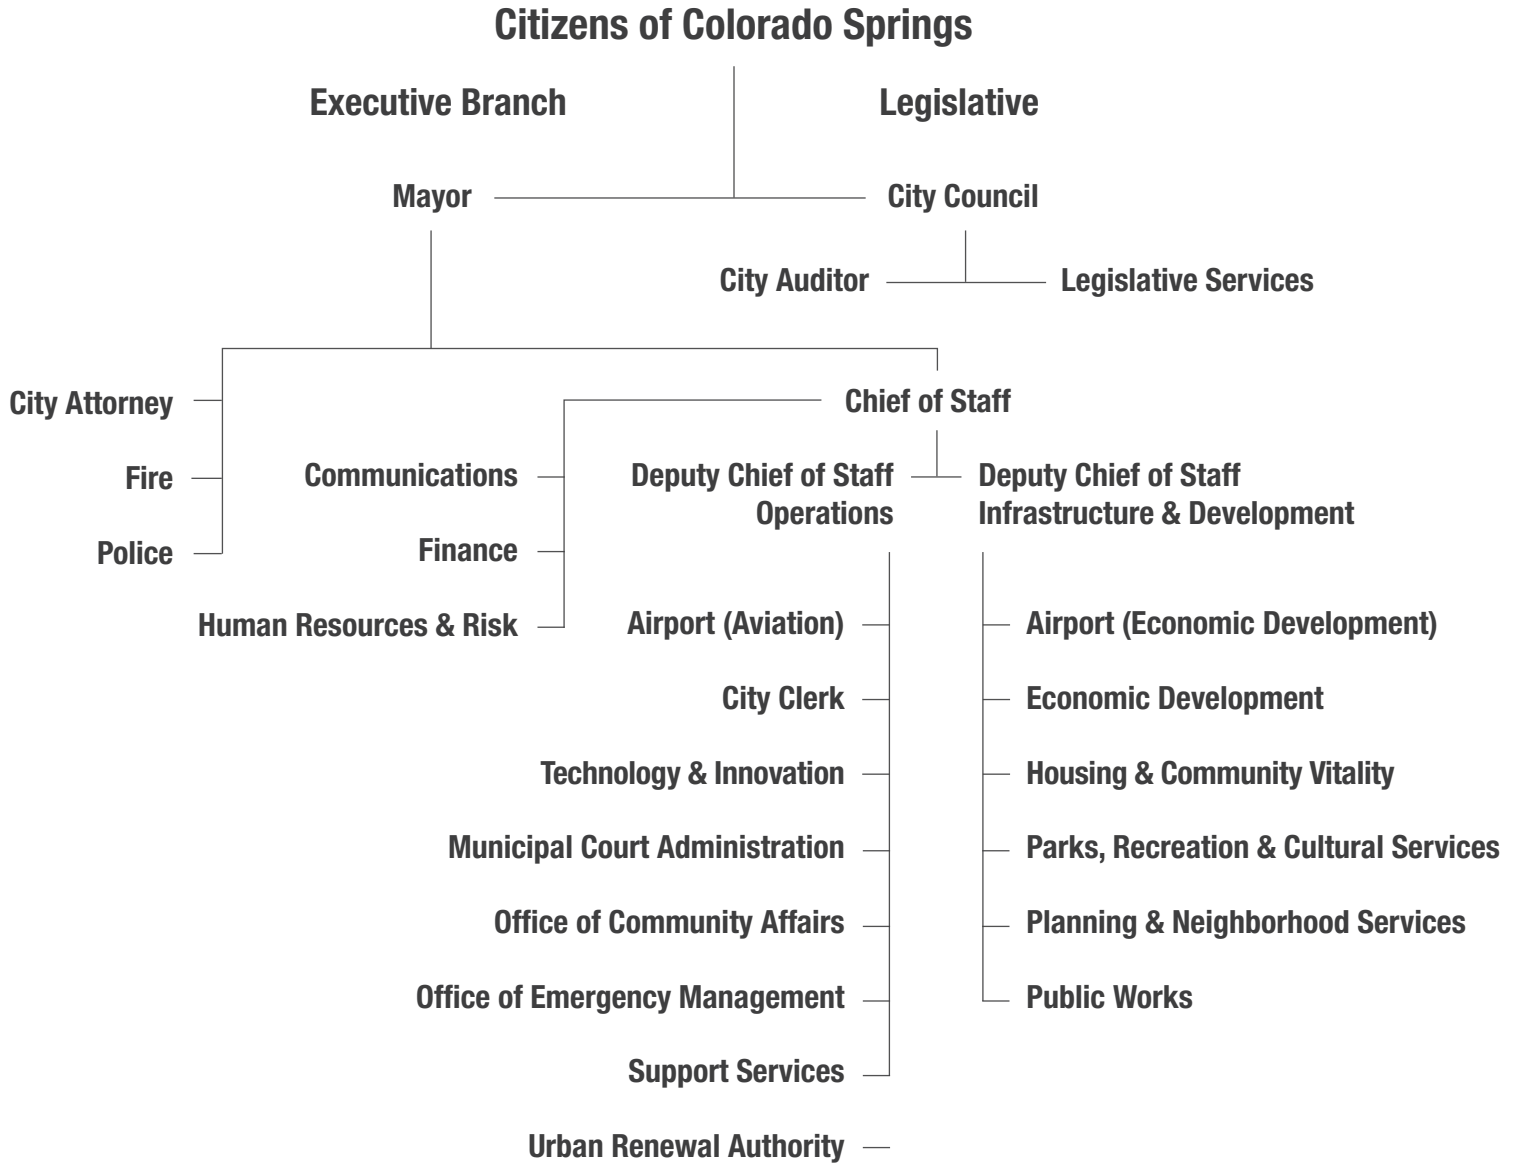 Citizens of Colorado Springs
Executive Branch
Legislative
Mayor
City Council
City Auditor
Legislative Services
City Attorney
Fire
Police
Chief of Staff
Communications
Finance
Human Resources & Risk
Deputy Chief of Staff
Operations
Deputy Chief of Staff
Infrastructure & Development
Airport (Aviation)
City Clerk
Technology & Innovation
Municipal Court Administration
Office of Community Affairs
Office of Emergency Management
Support Services
Urban Renewal Authority
Airport (Economic Development)
Economic Development
Housing & Community Vitality
Parks, Recreation & Cultural Services
Planning & Neighborhood Services
Public Works